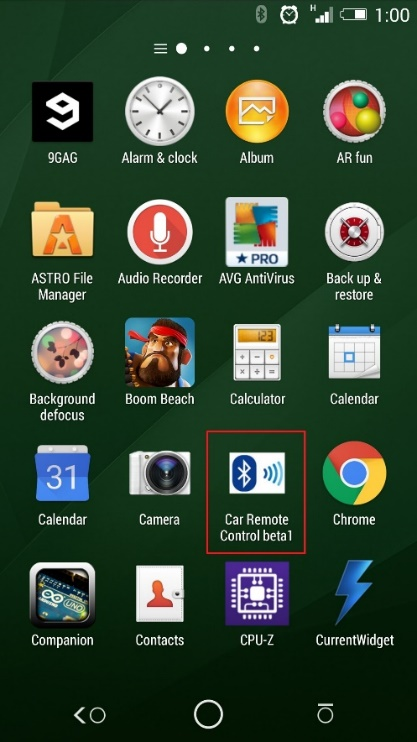 H 1:00
9
9GAG
Alarm & clock
Album
AR fun
PRO
ASTRO File
Manager
Audio Recorder
AVG AntiVirus
Back up &
restore
123
Background
defocus
Boom Beach
Calculator
Calendar
31
Calendar
Camera
Car Remote
Control beta1
Chrome
UNO
Companion
Contacts
CPU-Z
CurrentWidget